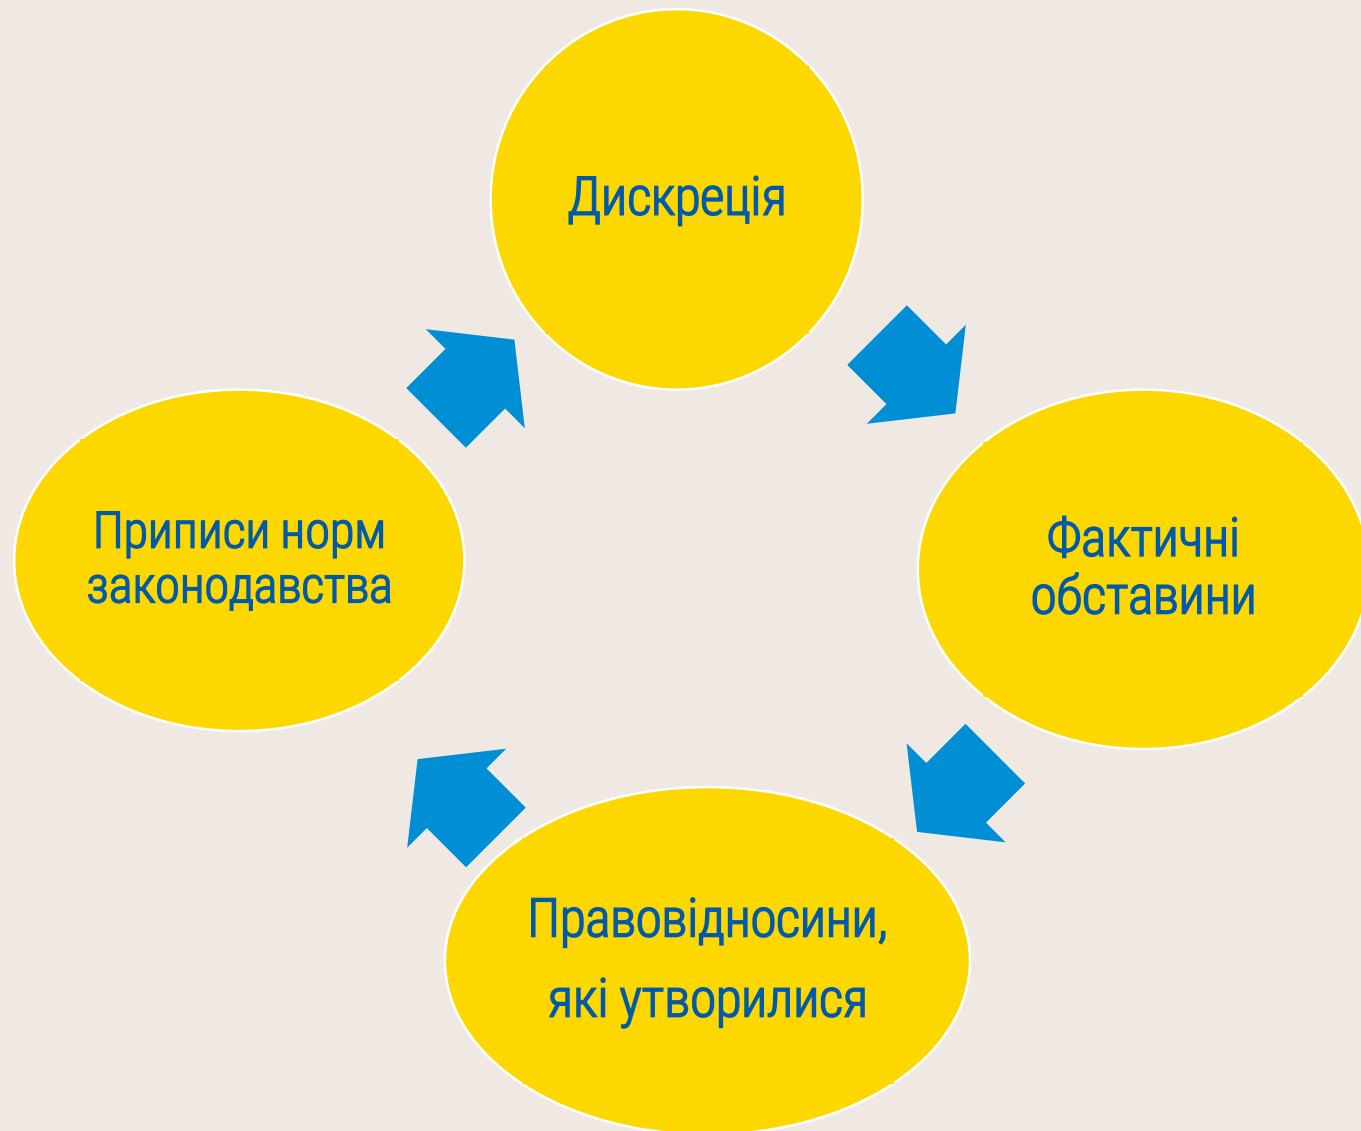 Дискреція
Приписи норм
законодавства
Фактичні
обставини
Правовідносини,
які утворилися